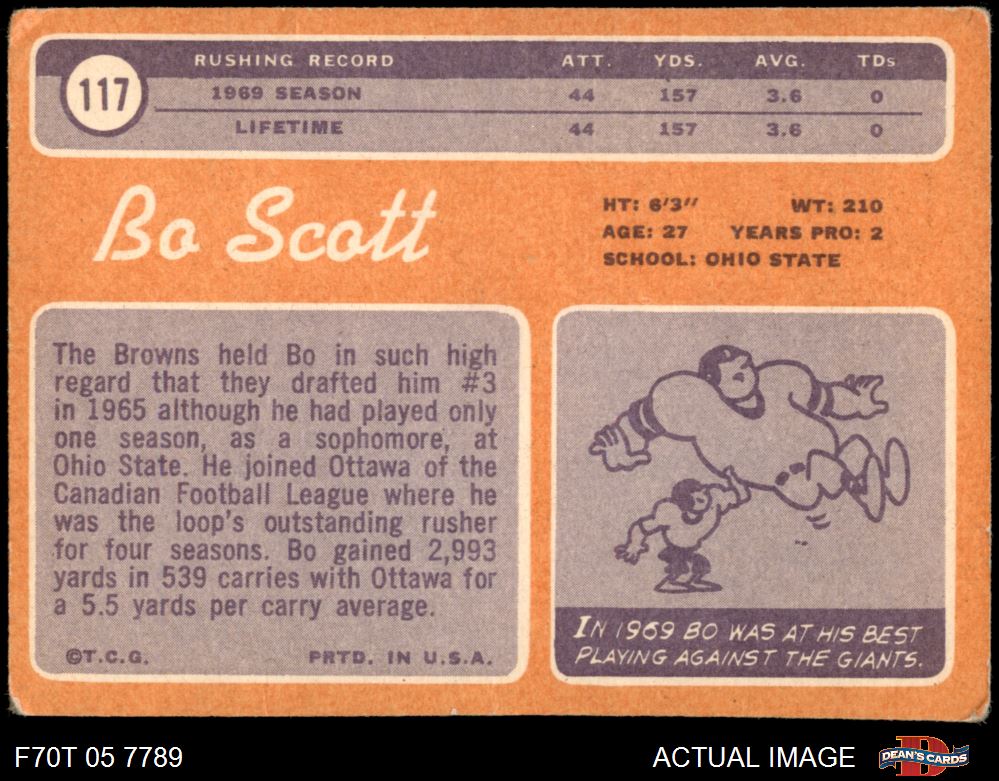 117
RUSHING RECORD ATT. YDS. AVG. TDs
1969 SEASON 44 157 3.6 0
LIFETIME 44 157 3.6 0
Bo Scott
HT: 6'3" WT: 210
AGE: 27 YEARS PRO: 2
SCHOOL: OHIO STATE
The Browns held Bo in such high
regard that they drafted him #3
in 1965 although he had played only
one season, as a sophomore, at
Ohio State. He joined Ottawa of the
Canadian Football League where he
was the loop's outstanding rusher
for four seasons. Bo gained 2,993
yards in 539 carries with Ottawa for
a 5.5 yards per carry average.
©T.C.G. PRTD. IN U.S.A.
IN 1969 BO WAS AT HIS BEST
PLAYING AGAINST THE GIANTS.
F70T 05 7789 ACTUAL IMAGE DEAN'S CARDS